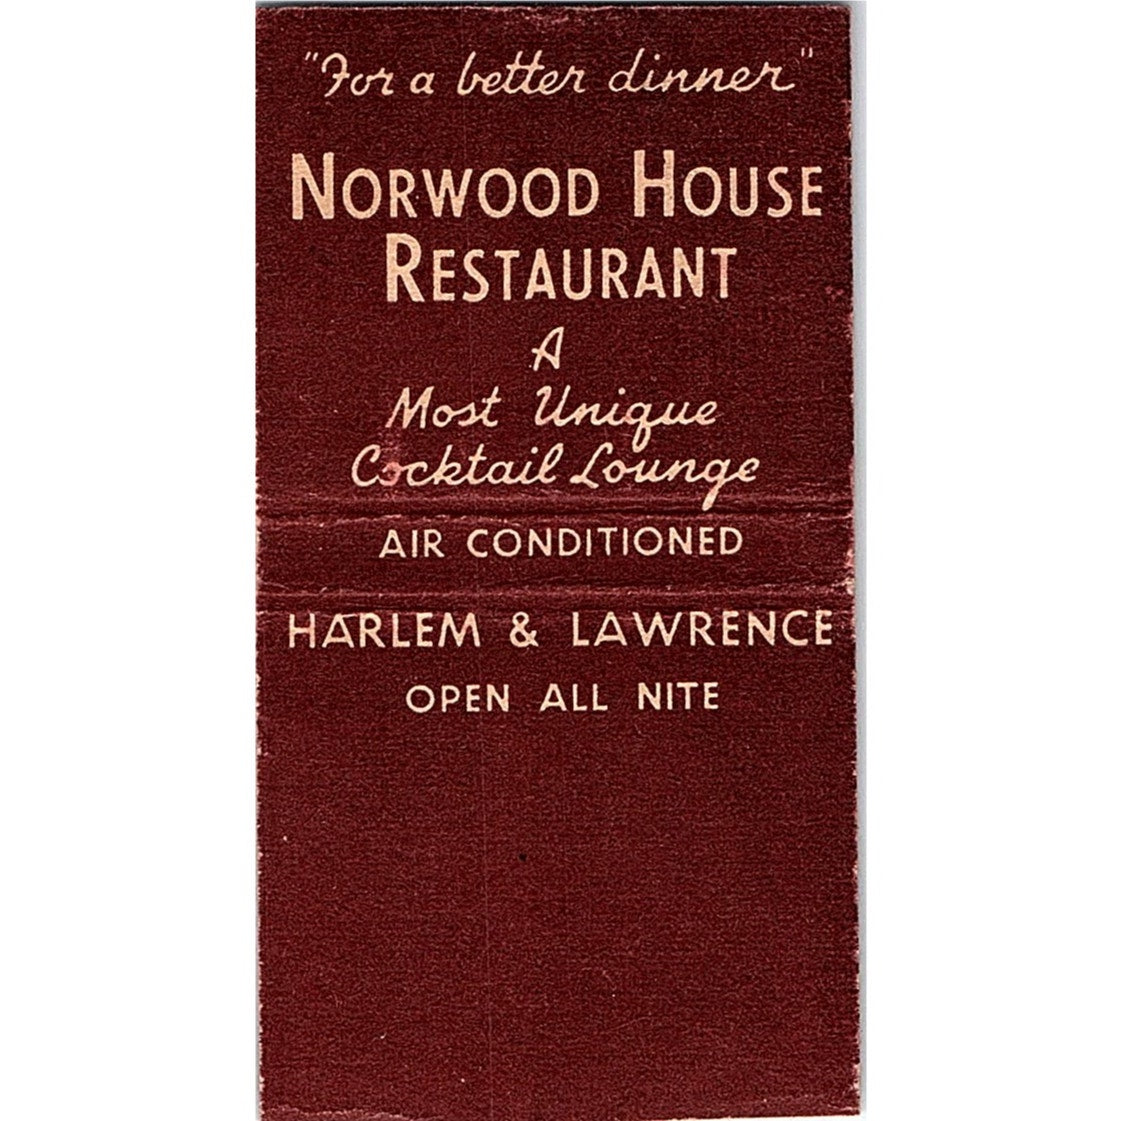 "For a better dinner"
NORWOOD HOUSE
RESTAURANT
A
Most Unique
Cocktail Lounge
AIR CONDITIONED
HARLEM & LAWRENCE
OPEN ALL NITE